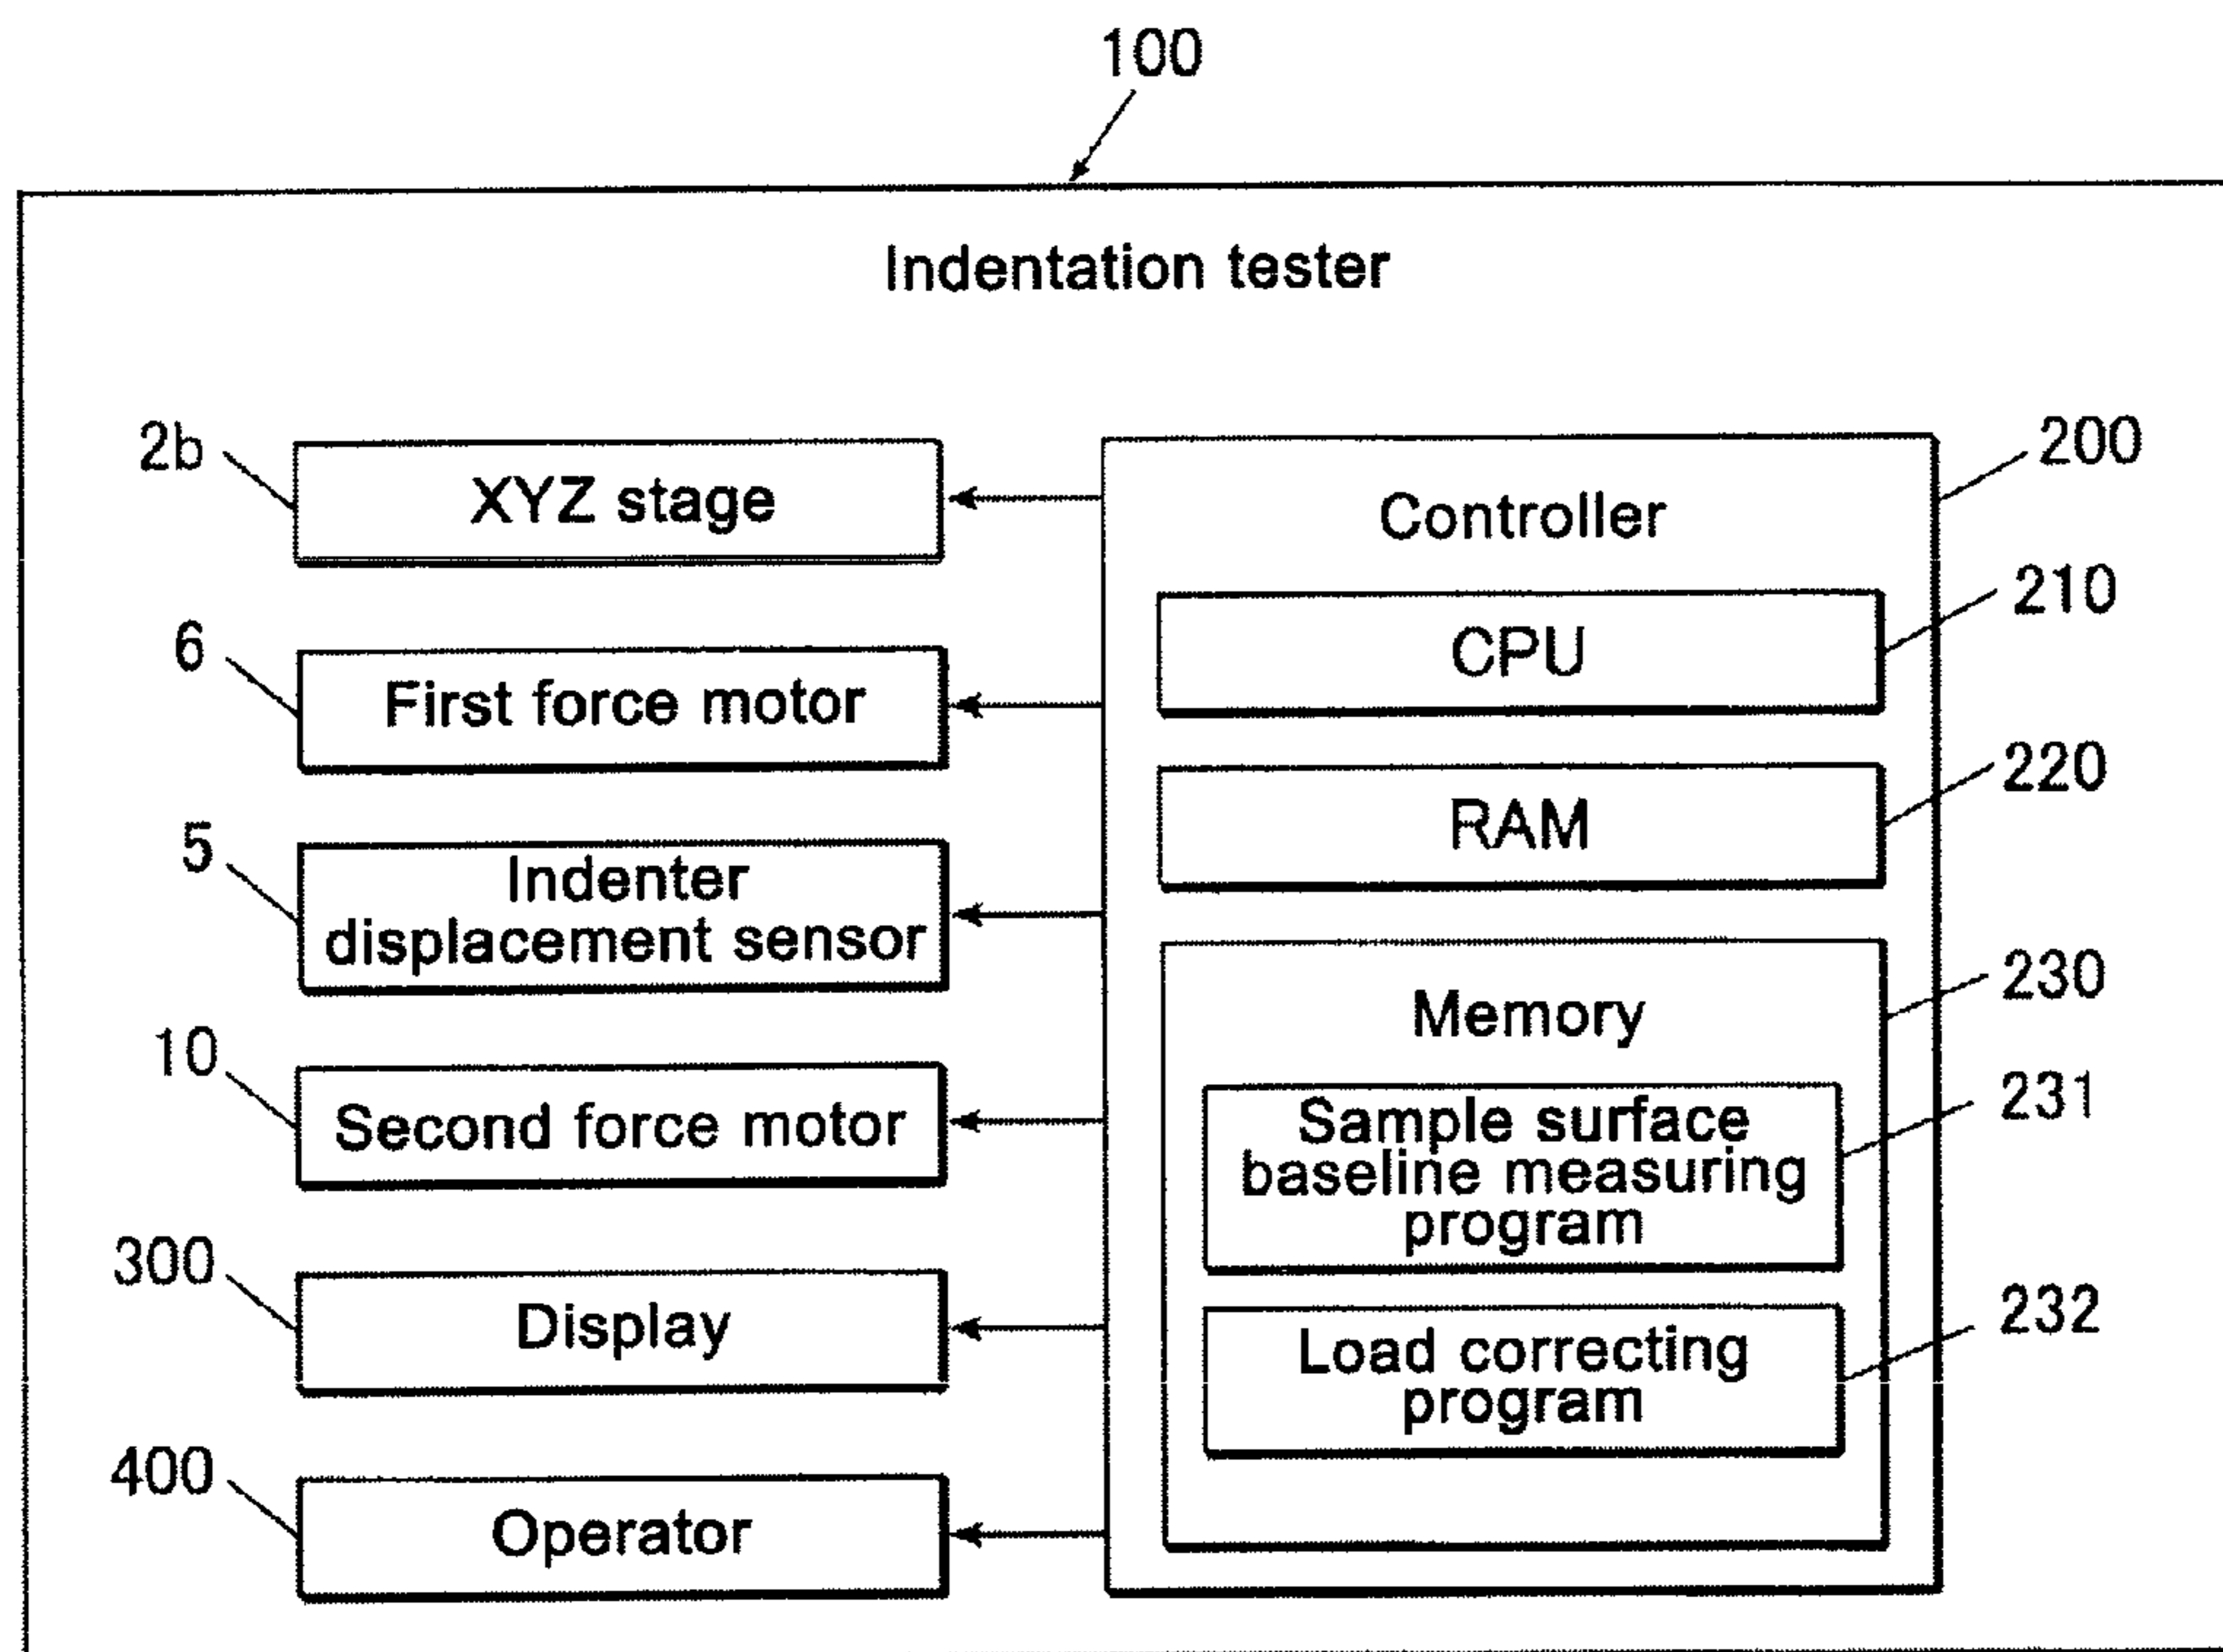 100
Indentation tester
2b
XYZ stage
6
First force motor
5
Indenter
displacement sensor
10
Second force motor
300
Display
400
Operator
200
Controller
210
CPU
220
RAM
230
Memory
231
Sample surface
baseline measuring
program
232
Load correcting
program